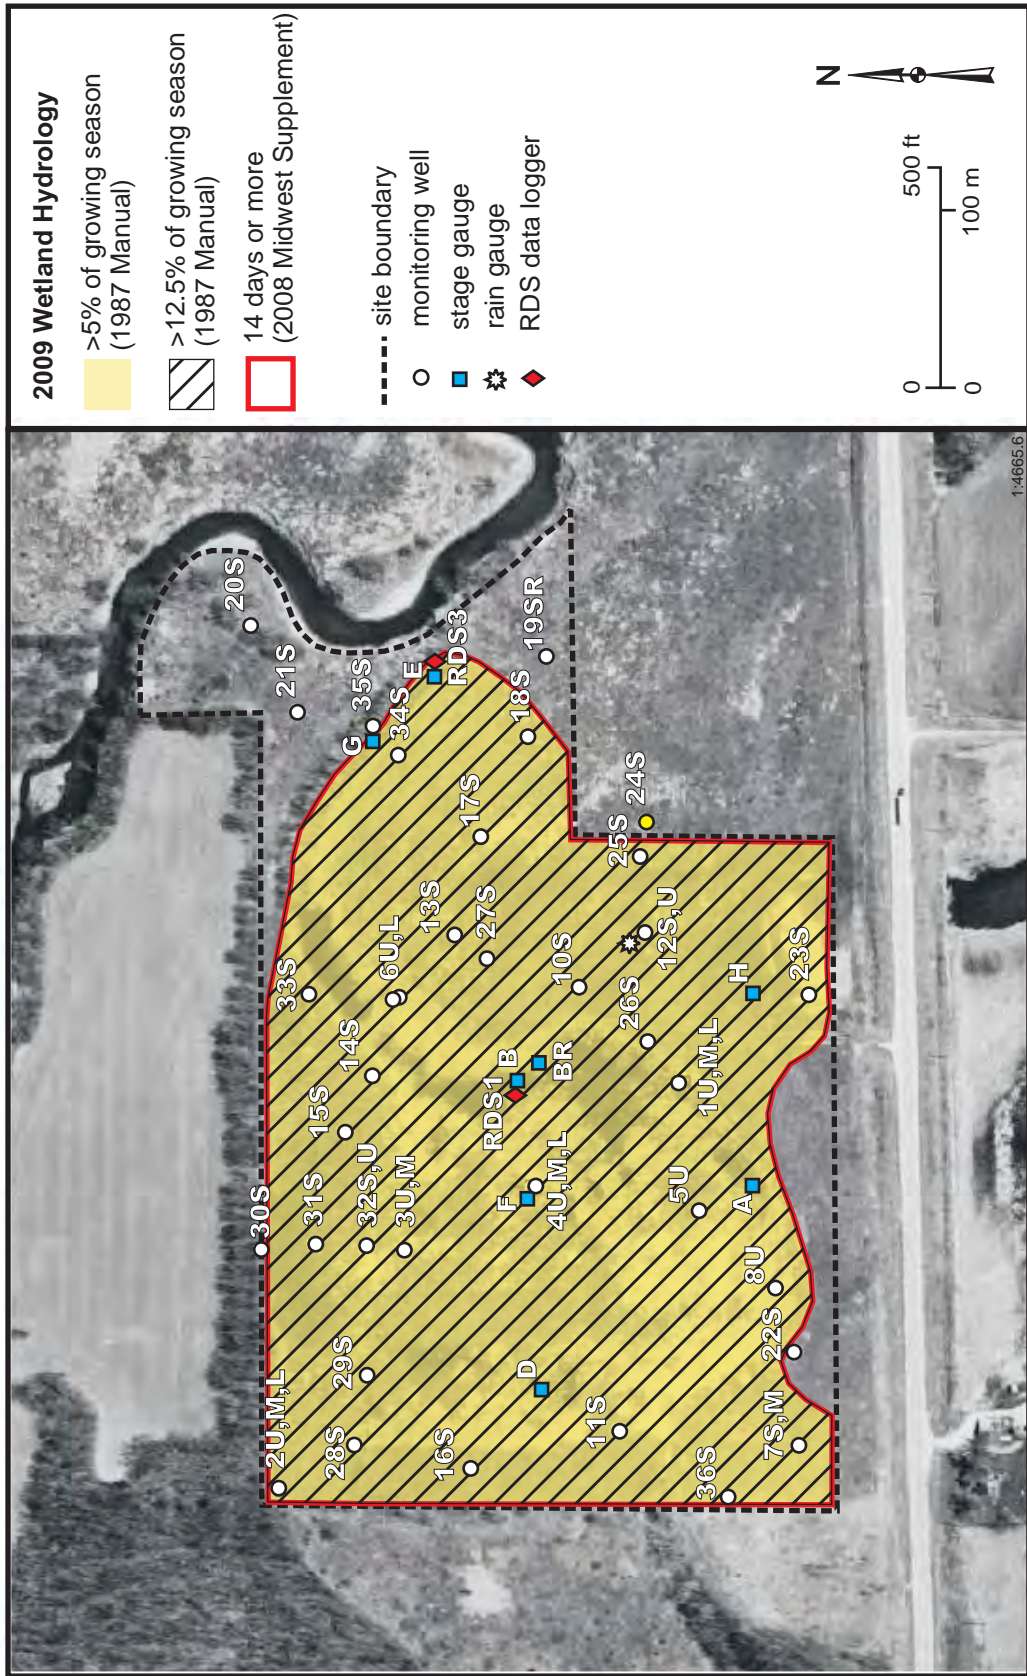 2009 Wetland Hydrology
>5% of growing season
(1987 Manual)
>12.5% of growing season
(1987 Manual)
14 days or more
(2008 Midwest Supplement)
site boundary
monitoring well
stage gauge
rain gauge
RDS data logger
N
0 500 ft
0 100 m
1:4665.6
20S
21S
35S
G
34S
E
RDS3
19SR
18S
17S
24S
25S
33S
6U,L
13S
27S
10S
12S,U
26S
H
23S
14S
15S
RDS1
B
BR
1U,M,L
30S
31S
32S,U
3U,M
F
4U,M,L
5U
A
8U
22S
2U,M,L
29S
28S
16S
D
11S
36S
7S,M